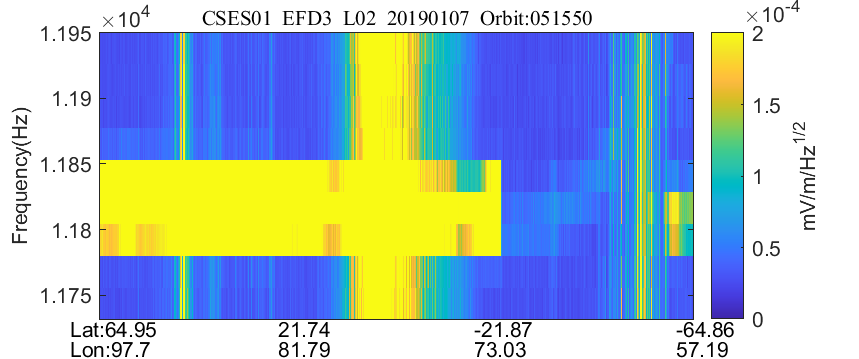 CSES01 EFD3 L02 20190107 Orbit:051550
×10⁴
×10⁻⁴
1.195
1.19
1.185
1.18
1.175
Frequency(Hz)
2
1.5
1
0.5
0
mV/m/Hz^1/2
Lat:64.95 21.74 -21.87 -64.86
Lon:97.7 81.79 73.03 57.19